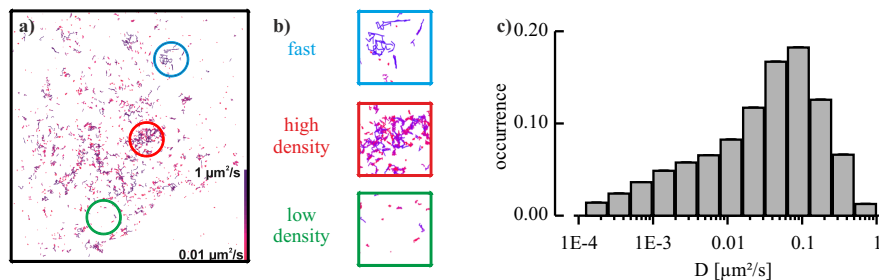 a)
1 µm²/s
0.01 µm²/s
b)
fast
high
density
low
density
c)
0.20
0.10
0.00
occurrence
1E-4
1E-3
0.01
0.1
1
D [µm²/s]